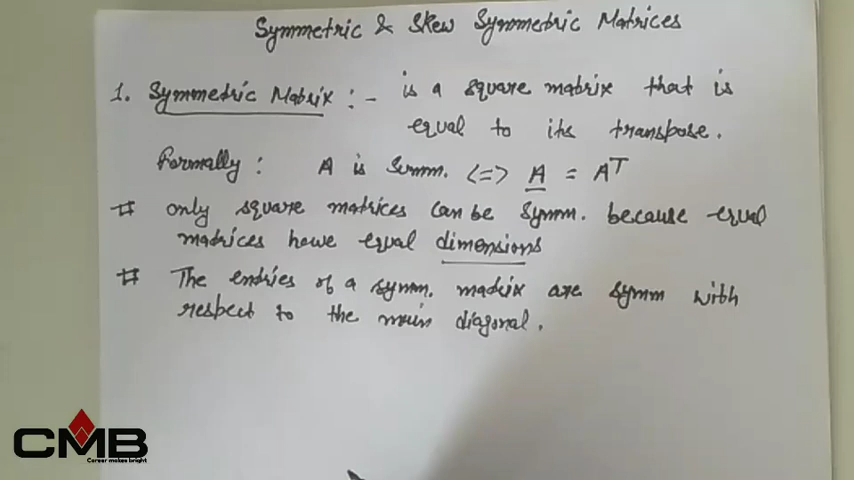 Symmetric & Skew Symmetric Matrices
1. Symmetric Matrix :- is a square matrix that is
equal to its transpose.
Formally : A is Symm. <=> A = A^T
# only square matrices can be symm. because equal
matrices have equal dimensions
# The entries of a symm. matrix are symm with
respect to the main diagonal.
CMB
Career makes bright